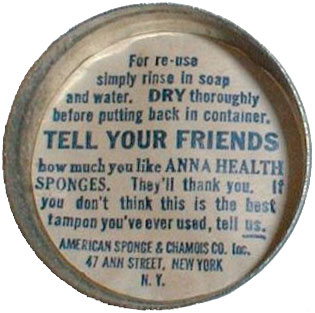 For re-use
simply rinse in soap
and water. DRY thoroughly
before putting back in container.
TELL YOUR FRIENDS
how much you like ANNA HEALTH
SPONGES. They'll thank you. If
you don't think this is the best
tampon you've ever used, tell us.
AMERICAN SPONGE & CHAMOIS CO. Inc.
47 ANN STREET, NEW YORK
N. Y.